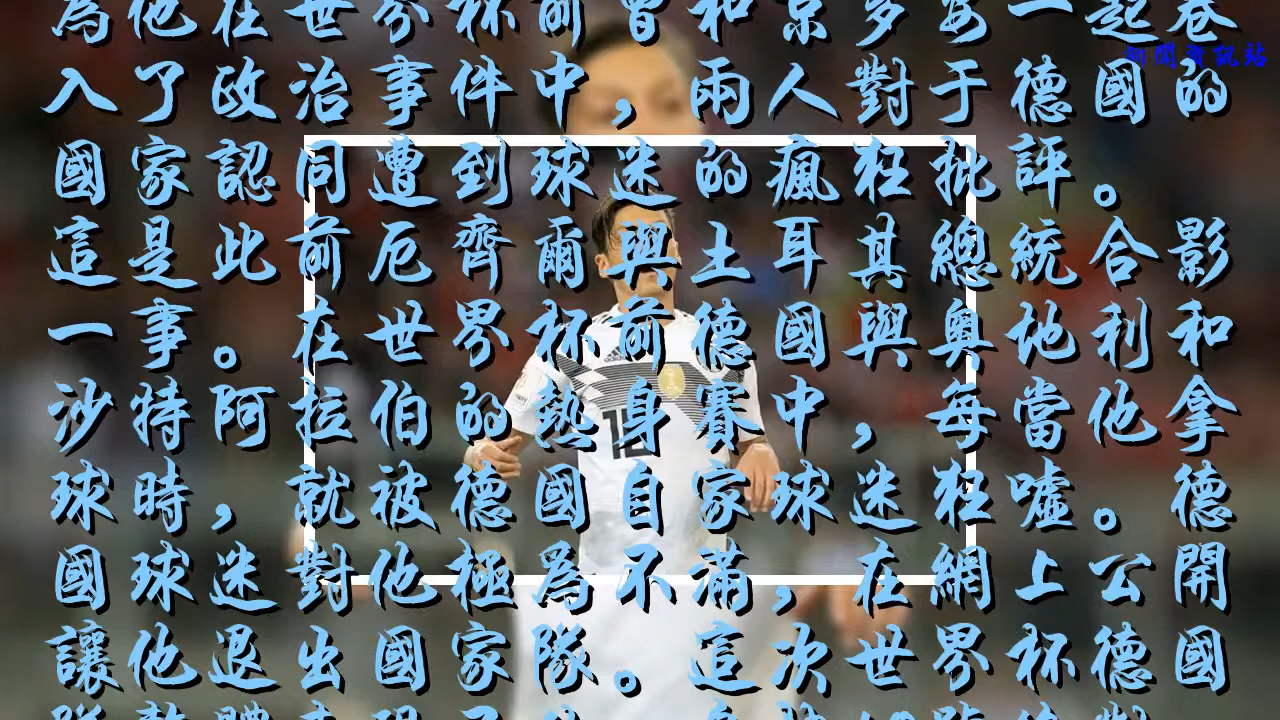 為他在世界杯前曾和京多安一起卷
新聞資訊站
入了政治事件中，兩人對于德國的
國家認同遭到球迷的瘋狂批評。
這是此前厄齊爾與土耳其總統合影
一事。在世界杯前德國與奧地利和
沙特阿拉伯的熱身賽中，每當他拿
球時，就被德國自家球迷狂噓。德
國球迷對他極爲不滿，在網上公開
讓他退出國家隊。這次世界杯德國